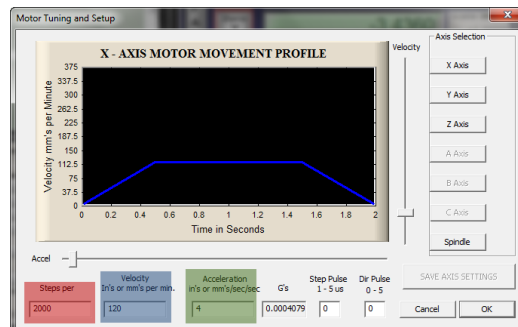 Motor Tuning and Setup
X - AXIS MOTOR MOVEMENT PROFILE
Velocity mm's per Minute
375
337.5
300
262.5
225
187.5
150
112.5
75
37.5
0
0 0.2 0.4 0.6 0.8 1 1.2 1.4 1.6 1.8 2
Time in Seconds
Velocity
Axis Selection
X Axis
Y Axis
Z Axis
A Axis
B Axis
C Axis
Spindle
Accel
Steps per
2000
Velocity
In's or mm's per min.
120
Acceleration
in's or mm's/sec/sec
4
G's
0.0004079
Step Pulse
1 - 5 us
0
Dir Pulse
0 - 5
0
SAVE AXIS SETTINGS
Cancel
OK